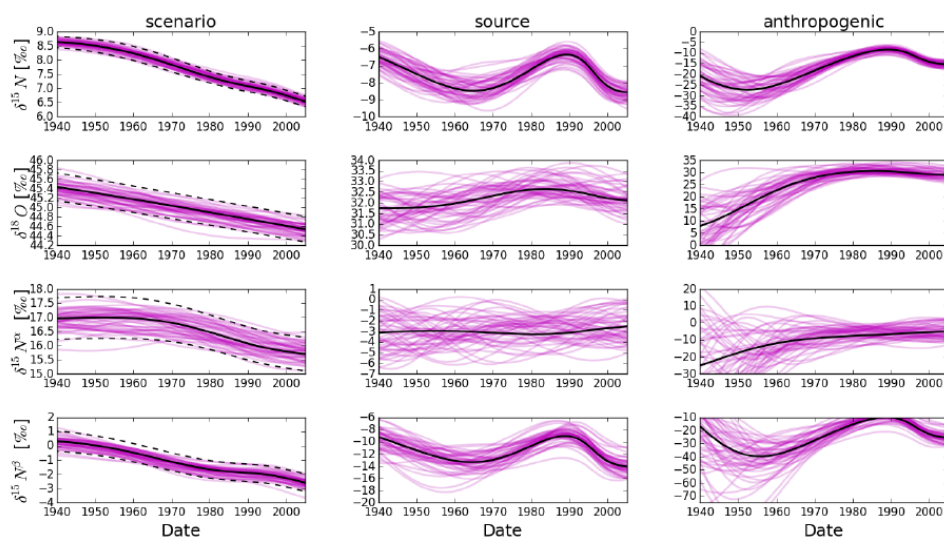 scenario source anthropogenic
δ¹⁵ N [‰]
9.0 8.5 8.0 7.5 7.0 6.5 6.0
1940 1950 1960 1970 1980 1990 2000
−5 −6 −7 −8 −9 −10
1940 1950 1960 1970 1980 1990 2000
0 −5 −10 −15 −20 −25 −30 −35 −40
1940 1950 1960 1970 1980 1990 2000
δ¹⁸ O [‰]
46.0 45.8 45.6 45.4 45.2 45.0 44.8 44.6 44.4 44.2
1940 1950 1960 1970 1980 1990 2000
34.0 33.5 33.0 32.5 32.0 31.5 31.0 30.5 30.0
1940 1950 1960 1970 1980 1990 2000
35 30 25 20 15 10 5 0
1940 1950 1960 1970 1980 1990 2000
[‰]
18.0 17.5 17.0 16.5 16.0 15.5 15.0
1940 1950 1960 1970 1980 1990 2000
1 0 −1 −2 −3 −4 −5 −6 −7
1940 1950 1960 1970 1980 1990 2000
20 10 0 −10 −20 −30
1940 1950 1960 1970 1980 1990 2000
[‰]
2 1 0 −1 −2 −3 −4
1940 1950 1960 1970 1980 1990 2000
−6 −8 −10 −12 −14 −16 −18 −20
1940 1950 1960 1970 1980 1990 2000
−10 −20 −30 −40 −50 −60 −70
1940 1950 1960 1970 1980 1990 2000
Date Date Date